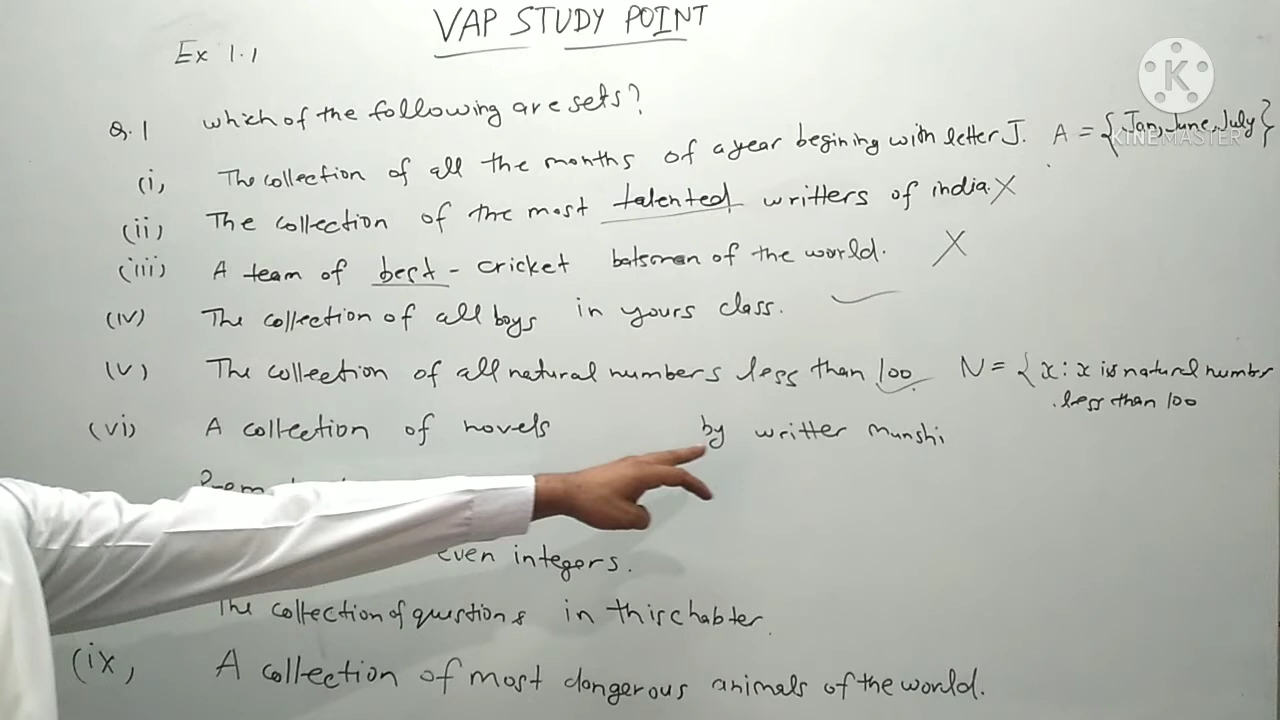 VAP STUDY POINT
Ex 1.1
Q.1 which of the following are sets?
(i, The collection of all the months of a year begining with letter J. A = {Jan, June, July}
KINEMASTER
(ii) The collection of the most talented writters of india. X
(iii) A team of best - cricket batsman of the world. X
(iv) The collection of all boys in yours class.
(v) The collection of all natural numbers less than 100 N = {x : x is natural number
less than 100
(vi) A collection of novels by writter munshi
even integers.
The collection of questions in this chabter.
(ix, A collection of most dangerous animals of the world.